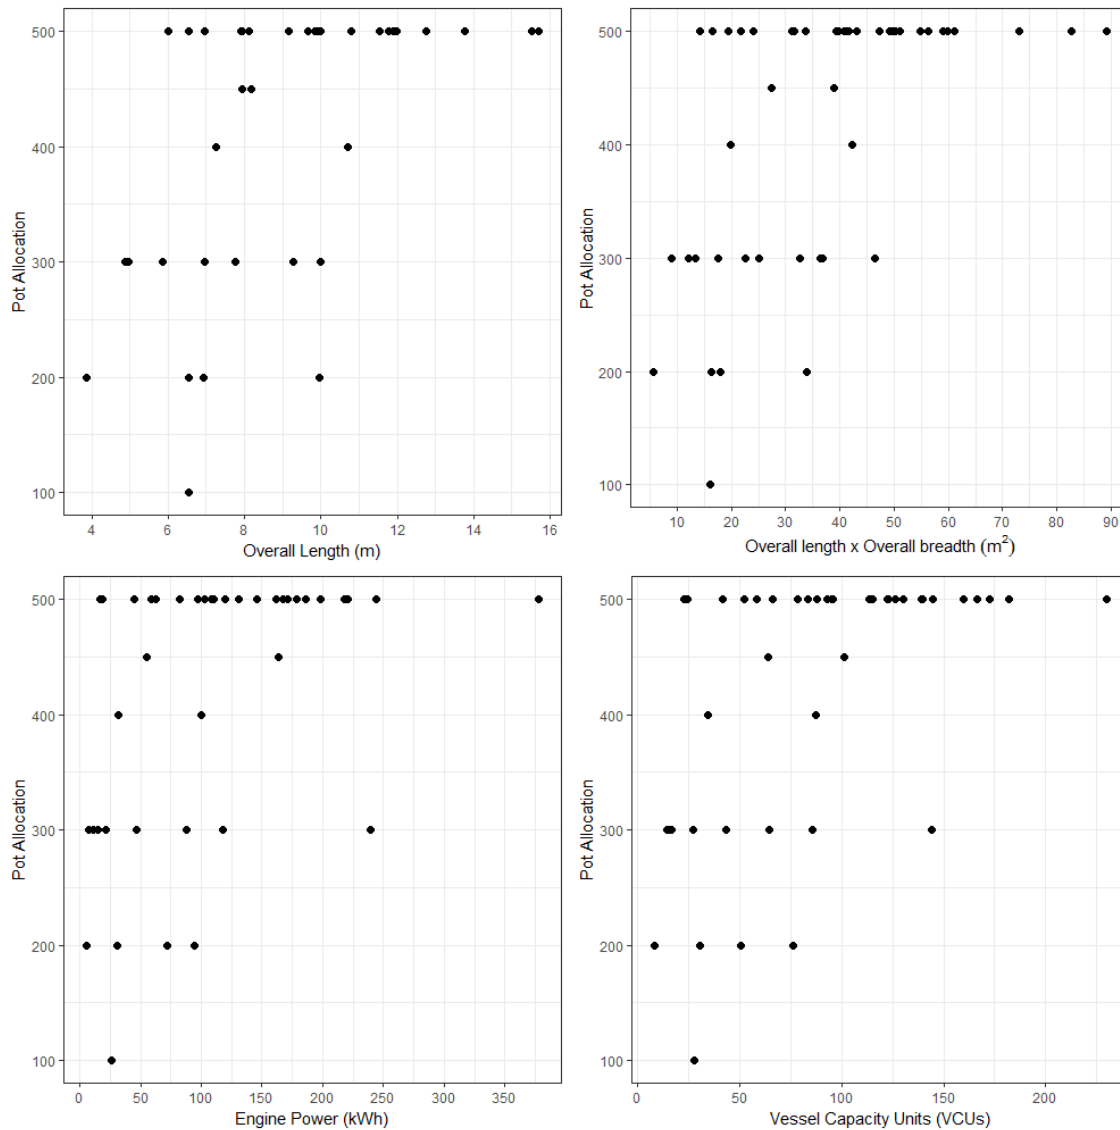 500
400
300
200
100
Pot Allocation
4 6 8 10 12 14 16
Overall Length (m)
500
400
300
200
100
Pot Allocation
10 20 30 40 50 60 70 80 90
Overall length x Overall breadth (m²)
500
400
300
200
100
Pot Allocation
0 50 100 150 200 250 300 350
Engine Power (kWh)
500
400
300
200
100
Pot Allocation
0 50 100 150 200
Vessel Capacity Units (VCUs)